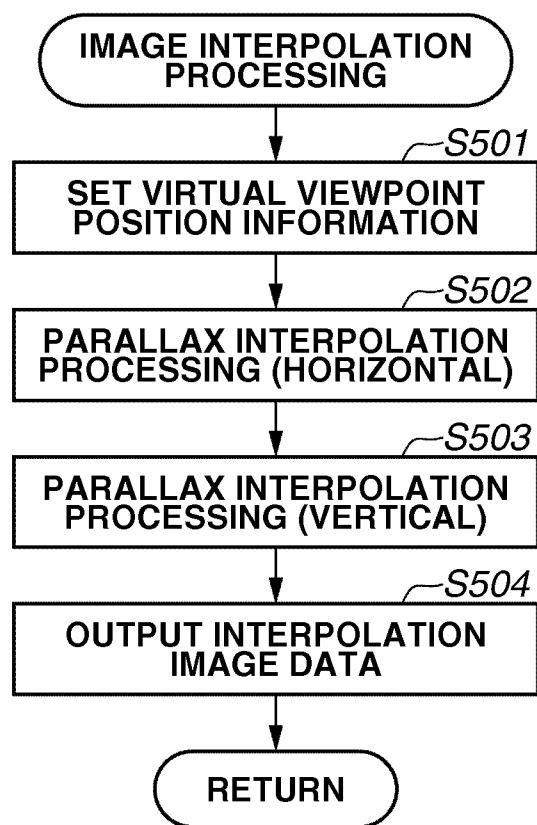 IMAGE INTERPOLATION
PROCESSING
S501
SET VIRTUAL VIEWPOINT
POSITION INFORMATION
S502
PARALLAX INTERPOLATION
PROCESSING (HORIZONTAL)
S503
PARALLAX INTERPOLATION
PROCESSING (VERTICAL)
S504
OUTPUT INTERPOLATION
IMAGE DATA
RETURN